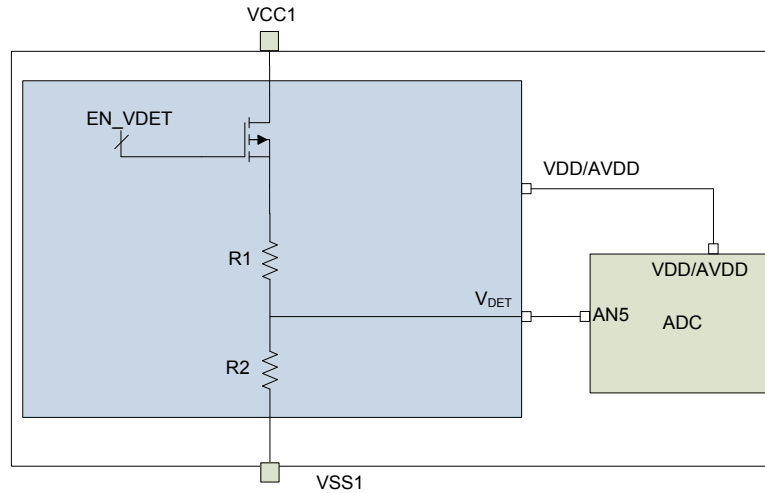 VCC1
EN_VDET
VDD/AVDD
R1
VDD/AVDD
VDET
AN5
ADC
R2
VSS1